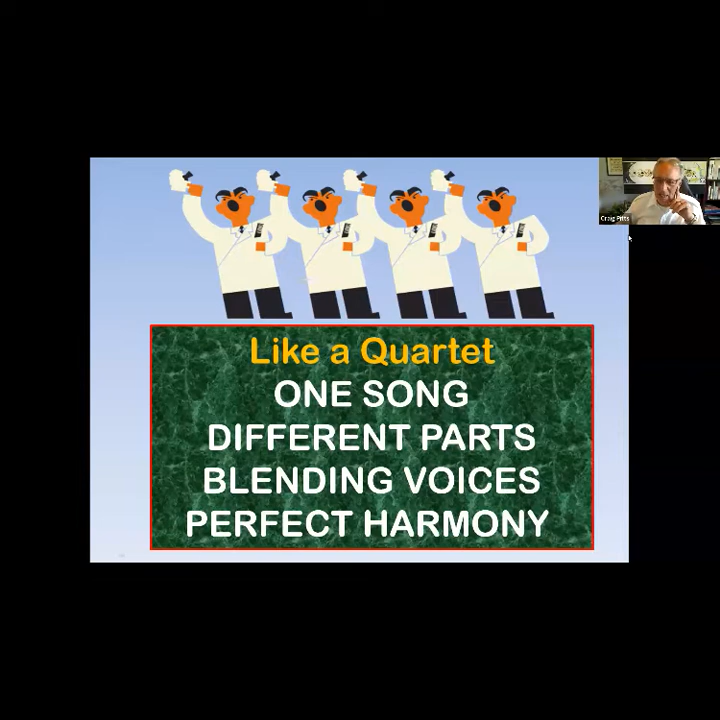 Craig Pitts
Like a Quartet
ONE SONG
DIFFERENT PARTS
BLENDING VOICES
PERFECT HARMONY